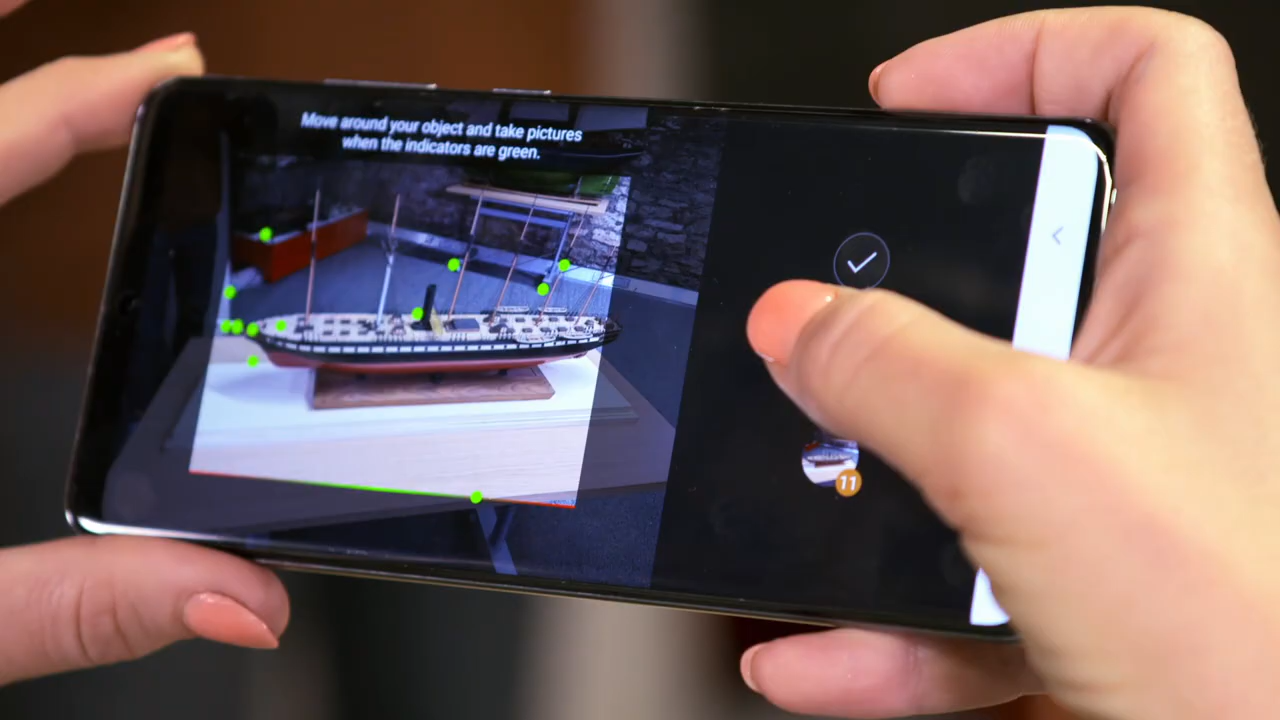 Move around your object and take pictures
when the indicators are green.
11